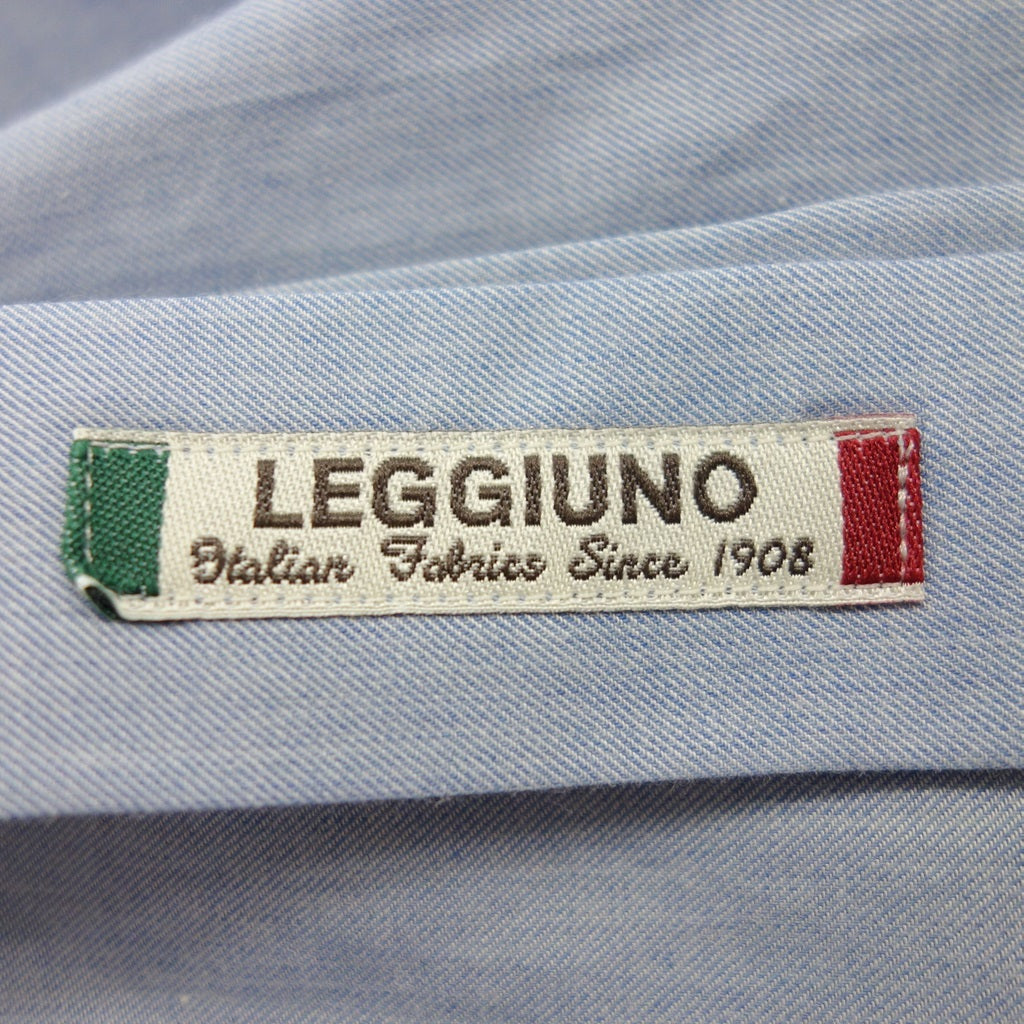 LEGGIUNO
Italian Fabrics Since 1908